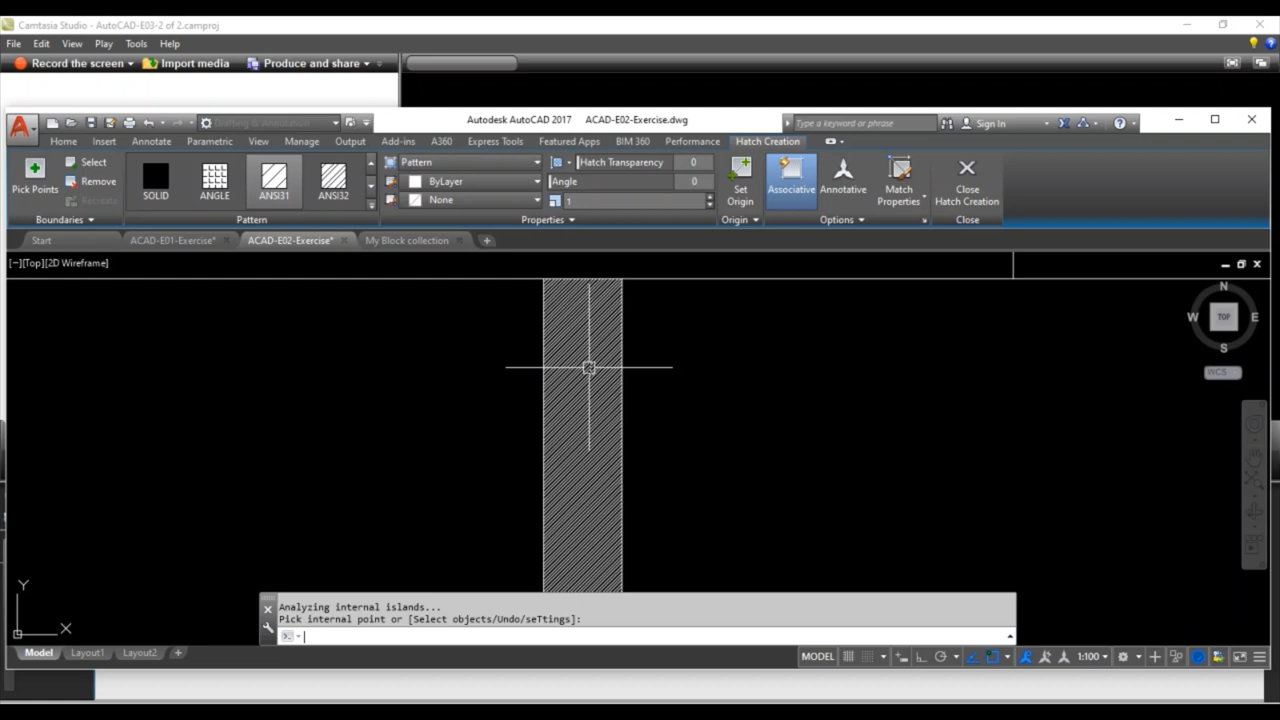 Camtasia Studio - AutoCAD-E03-2 of 2.camproj
File Edit View Play Tools Help
Record the screen Import media Produce and share
Autodesk AutoCAD 2017 ACAD-E02-Exercise.dwg
Drafting & Annotation
Type a keyword or phrase
Sign In
Home Insert Annotate Parametric View Manage Output Add-ins A360 Express Tools Featured Apps BIM 360 Performance Hatch Creation
Pick Points
Select
Remove
Recreate
SOLID ANGLE ANSI31 ANSI32
Pattern
ByLayer
None
Hatch Transparency 0
Angle 0
1
Set Origin
Associative
Annotative
Match Properties
Close Hatch Creation
Boundaries Pattern Properties Origin Options Close
Start ACAD-E01-Exercise* ACAD-E02-Exercise* My Block collection
[−][Top][2D Wireframe]
N
W TOP E
S
WCS
Analyzing internal islands...
Pick internal point or [Select objects/Undo/seTtings]:
Y
X
Model Layout1 Layout2 +
MODEL 1:100